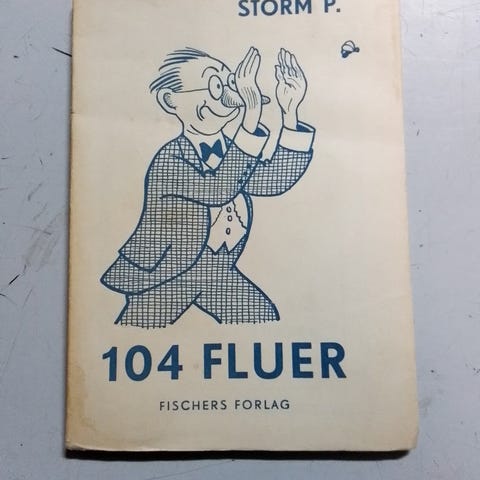 STORM P.
104 FLUER
FISCHERS FORLAG